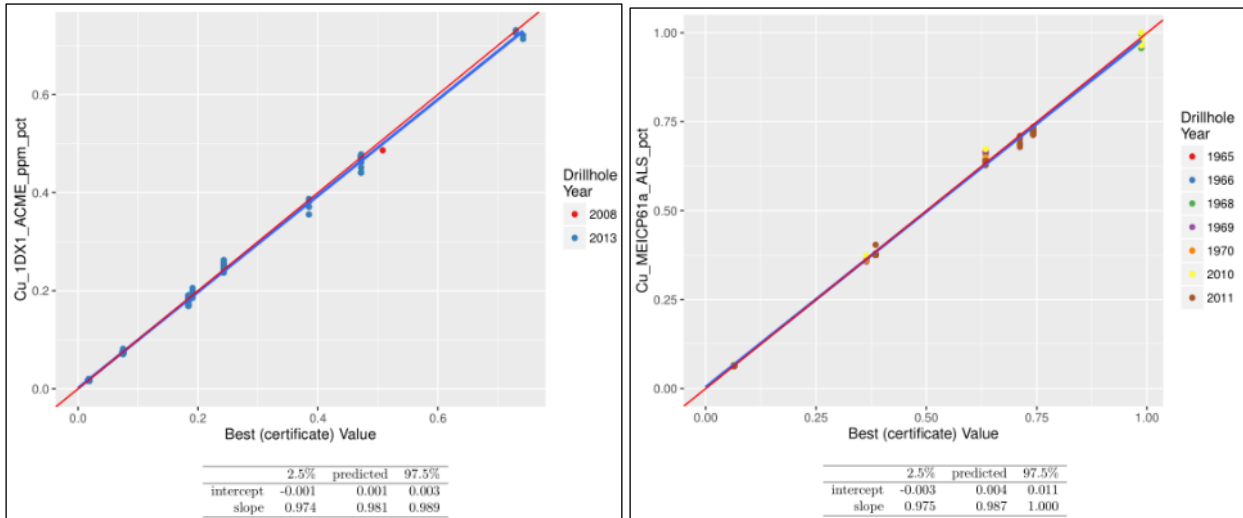 Cu_1DX1_ACME_ppm_pct
0.6
0.4
0.2
0.0
0.0 0.2 0.4 0.6
Best (certificate) Value
Drillhole
Year
2008
2013
2.5% predicted 97.5%
intercept -0.001 0.001 0.003
slope 0.974 0.981 0.989
Cu_MEICP61a_ALS_pct
1.00
0.75
0.50
0.25
0.00
0.00 0.25 0.50 0.75 1.00
Best (certificate) Value
Drillhole
Year
1965
1966
1968
1969
1970
2010
2011
2.5% predicted 97.5%
intercept -0.003 0.004 0.011
slope 0.975 0.987 1.000